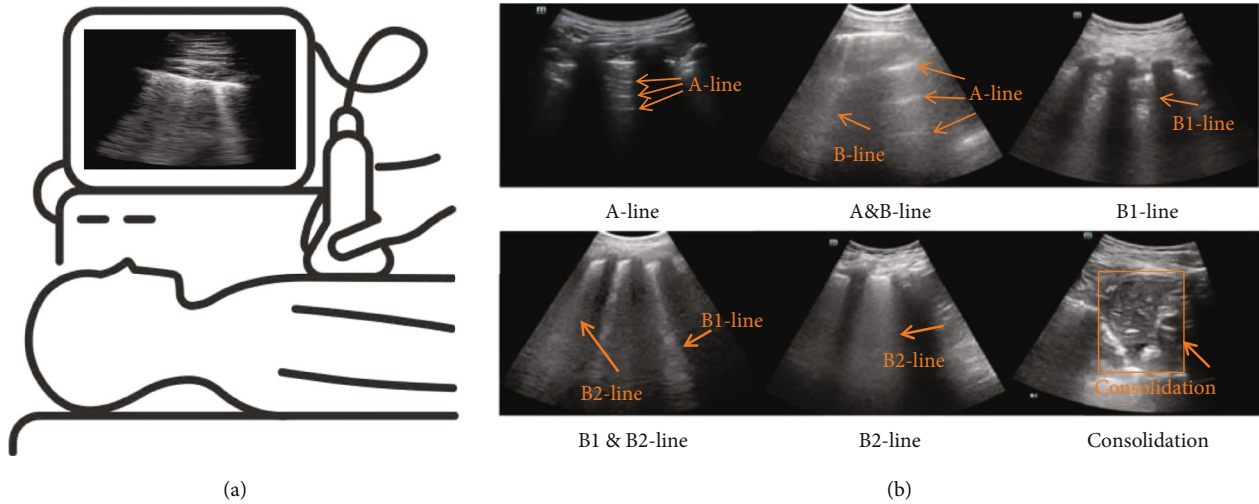 A-line
A-line
B-line
B1-line
A-line
A&B-line
B1-line
B1-line
B2-line
B2-line
Consolidation
B1 & B2-line
B2-line
Consolidation
(a)
(b)